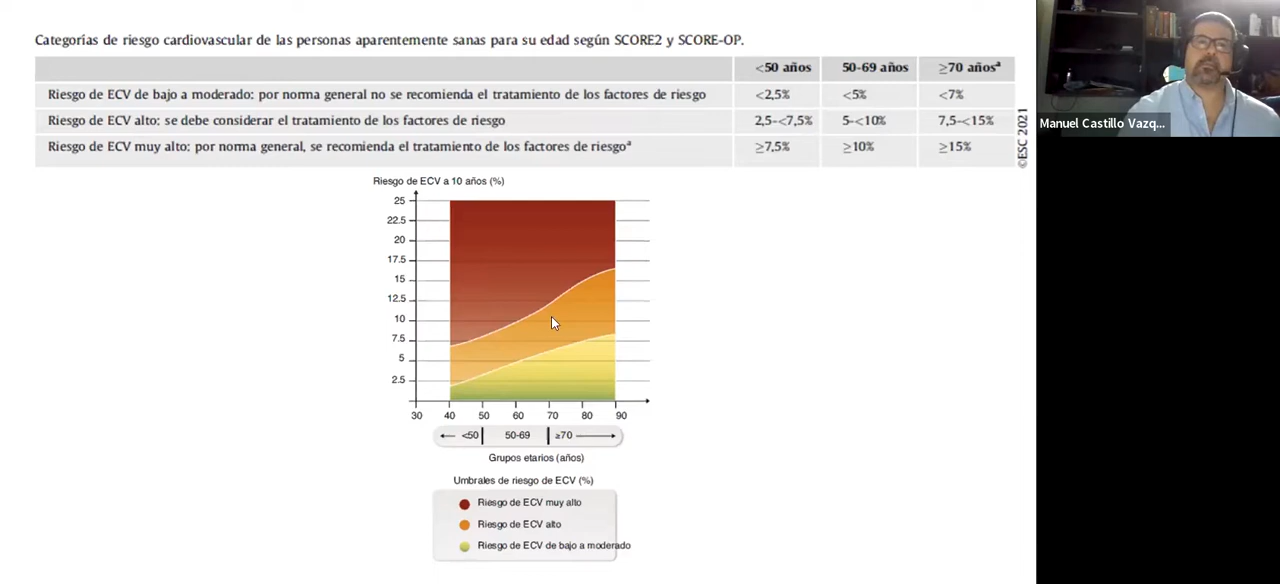 Categorías de riesgo cardiovascular de las personas aparentemente sanas para su edad según SCORE2 y SCORE-OP.
<50 años 50-69 años ≥70 añosª
Riesgo de ECV de bajo a moderado: por norma general no se recomienda el tratamiento de los factores de riesgo <2,5% <5% <7%
Riesgo de ECV alto: se debe considerar el tratamiento de los factores de riesgo 2,5-<7,5% 5-<10% 7,5-<15%
Riesgo de ECV muy alto: por norma general, se recomienda el tratamiento de los factores de riesgoª ≥7,5% ≥10% ≥15%
©ESC 2021
Manuel Castillo Vazq...
Riesgo de ECV a 10 años (%)
25
22.5
20
17.5
15
12.5
10
7.5
5
2.5
30 40 50 60 70 80 90
<50 50-69 ≥70
Grupos etarios (años)
Umbrales de riesgo de ECV (%)
Riesgo de ECV muy alto
Riesgo de ECV alto
Riesgo de ECV de bajo a moderado